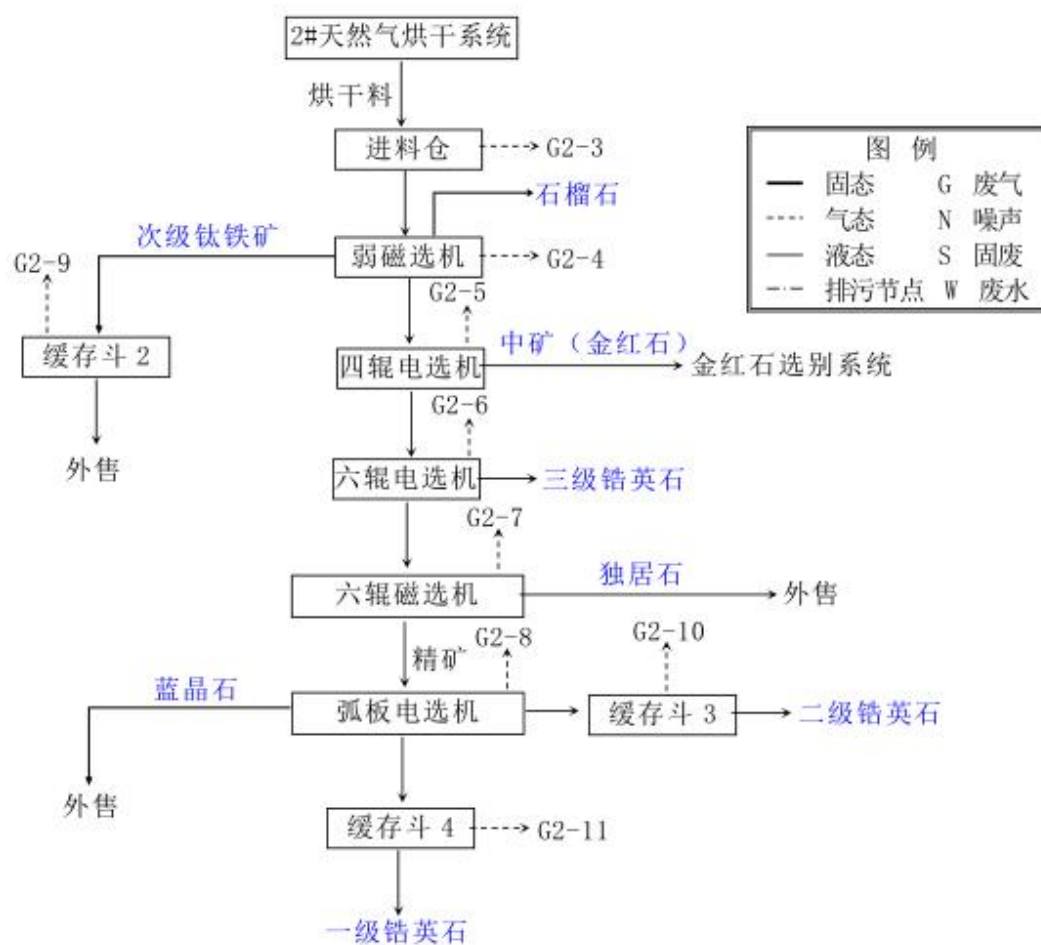 2#天然气烘干系统
烘干料
进料仓
G2-3
图 例
固态 G 废气
气态 N 噪声
液态 S 固废
排污节点 W 废水
石榴石
次级钛铁矿
弱磁选机
G2-4
G2-9
G2-5
缓存斗 2
中矿（金红石）
四辊电选机
金红石选别系统
G2-6
外售
六辊电选机
三级锆英石
G2-7
六辊磁选机
独居石
外售
精矿
G2-8
G2-10
蓝晶石
弧板电选机
缓存斗 3
二级锆英石
外售
缓存斗 4
G2-11
一级锆英石